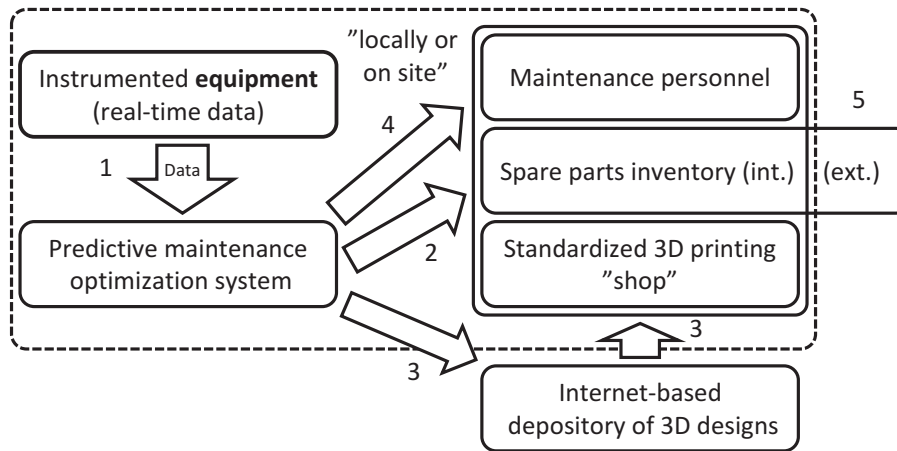 Instrumented equipment
(real-time data)
"locally or
on site"
Maintenance personnel
5
4
1
Data
Spare parts inventory (int.)
(ext.)
Predictive maintenance
optimization system
2
Standardized 3D printing
"shop"
3
3
Internet-based
depository of 3D designs